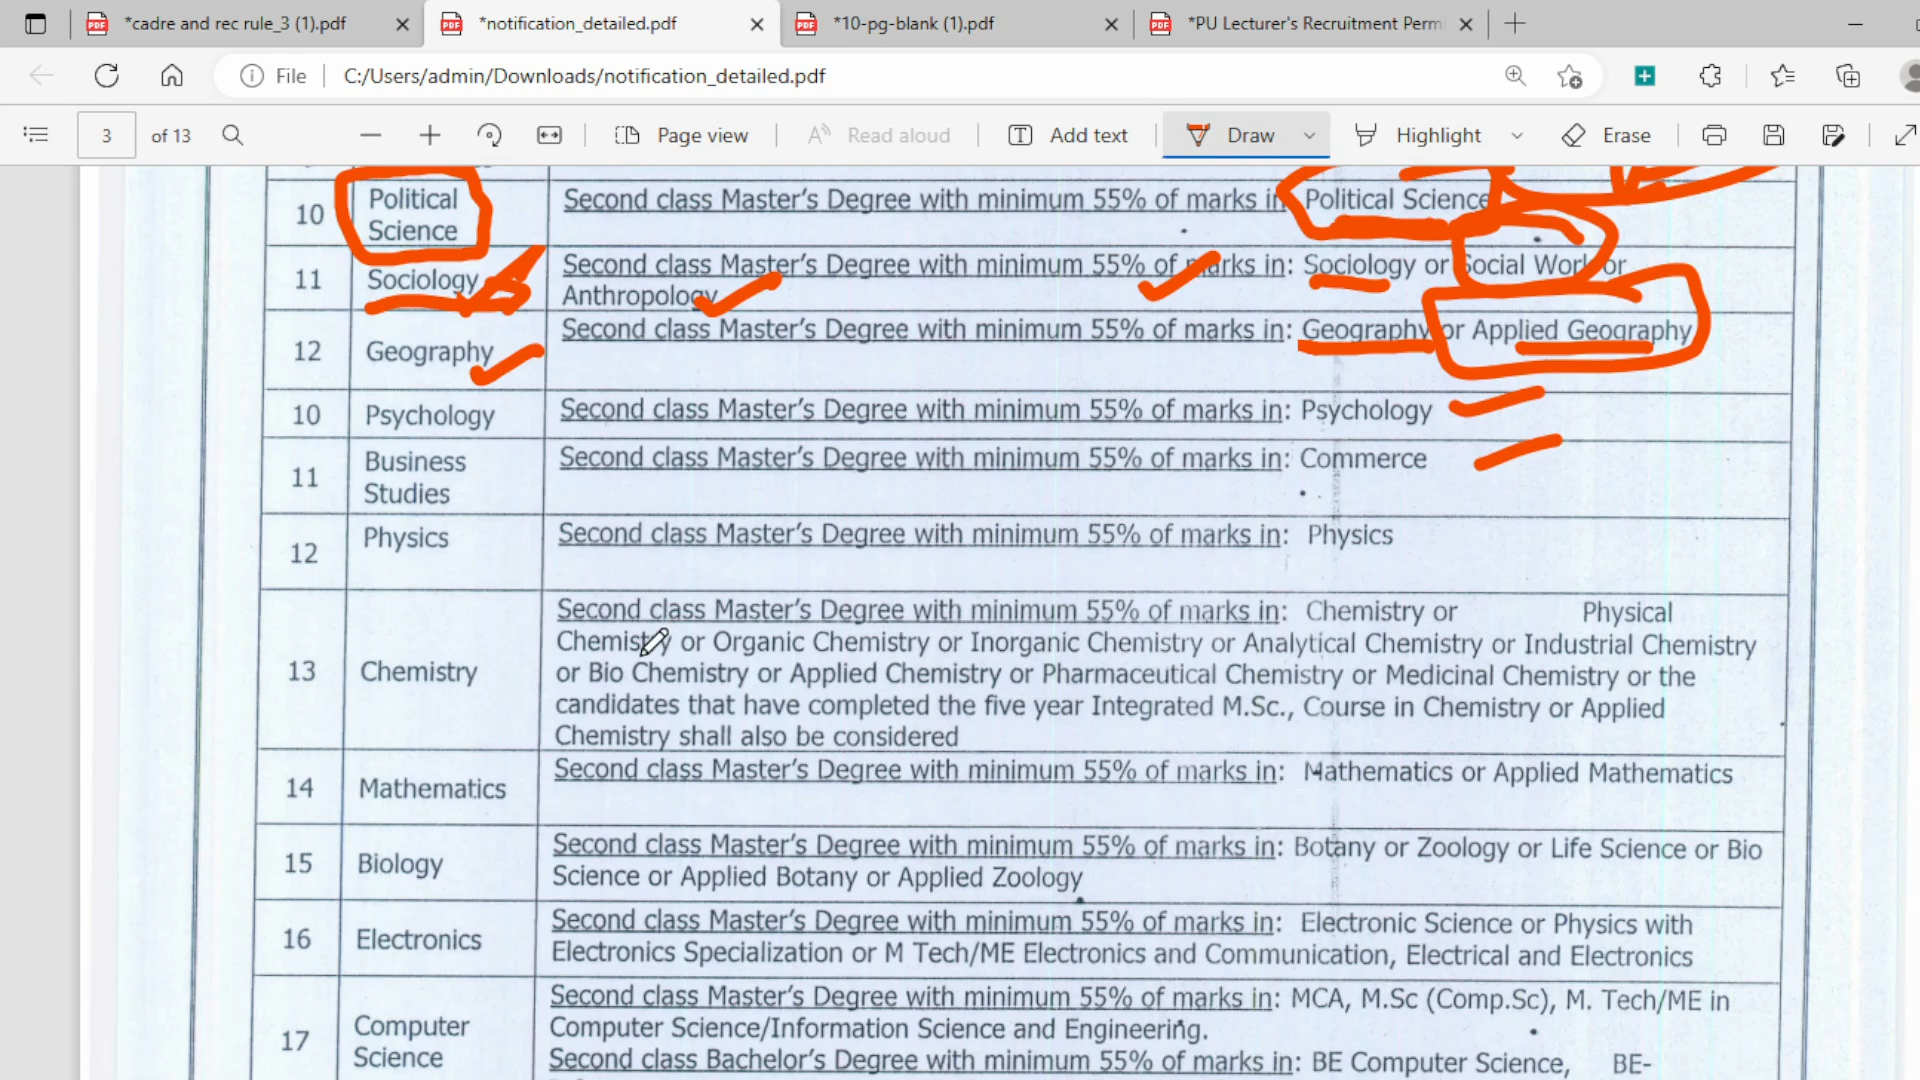 *cadre and rec rule_3 (1).pdf
*notification_detailed.pdf
*10-pg-blank (1).pdf
*PU Lecturer's Recruitment Perm
File
C:/Users/admin/Downloads/notification_detailed.pdf
3 of 13
Page view
Read aloud
Add text
Draw
Highlight
Erase
10 Political Second class Master's Degree with minimum 55% of marks in: Political Science
Science
11 Sociology Second class Master's Degree with minimum 55% of marks in: Sociology or Social Work or
Anthropology
12 Geography Second class Master's Degree with minimum 55% of marks in: Geography or Applied Geography
10 Psychology Second class Master's Degree with minimum 55% of marks in: Psychology
11 Business Second class Master's Degree with minimum 55% of marks in: Commerce
Studies
12 Physics Second class Master's Degree with minimum 55% of marks in: Physics
13 Chemistry Second class Master's Degree with minimum 55% of marks in: Chemistry or Physical
Chemistry or Organic Chemistry or Inorganic Chemistry or Analytical Chemistry or Industrial Chemistry
or Bio Chemistry or Applied Chemistry or Pharmaceutical Chemistry or Medicinal Chemistry or the
candidates that have completed the five year Integrated M.Sc., Course in Chemistry or Applied
Chemistry shall also be considered
14 Mathematics Second class Master's Degree with minimum 55% of marks in: Mathematics or Applied Mathematics
15 Biology Second class Master's Degree with minimum 55% of marks in: Botany or Zoology or Life Science or Bio
Science or Applied Botany or Applied Zoology
16 Electronics Second class Master's Degree with minimum 55% of marks in: Electronic Science or Physics with
Electronics Specialization or M Tech/ME Electronics and Communication, Electrical and Electronics
17 Computer Second class Master's Degree with minimum 55% of marks in: MCA, M.Sc (Comp.Sc), M. Tech/ME in
Science Computer Science/Information Science and Engineering.
Second class Bachelor's Degree with minimum 55% of marks in: BE Computer Science, BE-